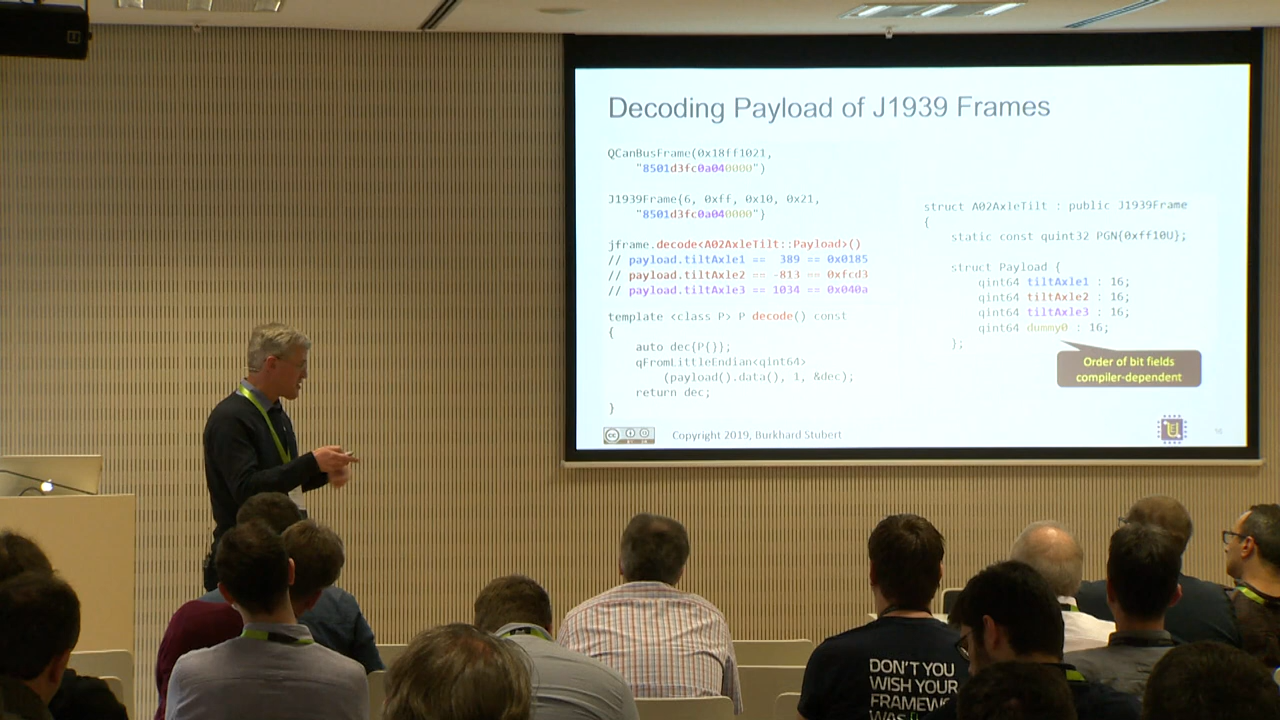 Decoding Payload of J1939 Frames
QCanBusFrame(0x18ff1021,
"8501d3fc0a040000")
J1939Frame(6, 0xff, 0x10, 0x21,
"8501d3fc0a040000")
jframe.decode<A02AxleTilt::Payload>()
// payload.tiltAxle1 == 389 == 0x0185
// payload.tiltAxle2 == -813 == 0xfcd3
// payload.tiltAxle3 == 1034 == 0x040a
template <class P> P decode() const
{
auto dec(P{});
qFromLittleEndian<qint64>
(payload().data(), 1, &dec);
return dec;
}
struct A02AxleTilt : public J1939Frame
{
static const quint32 PGN{0xff10U};
struct Payload {
qint64 tiltAxle1 : 16;
qint64 tiltAxle2 : 16;
qint64 tiltAxle3 : 16;
qint64 dummy0 : 16;
};
Order of bit fields
compiler-dependent
Copyright 2019, Burkhard Stubert
DON'T YOU
WISH YOUR
FRAMEW
WAS